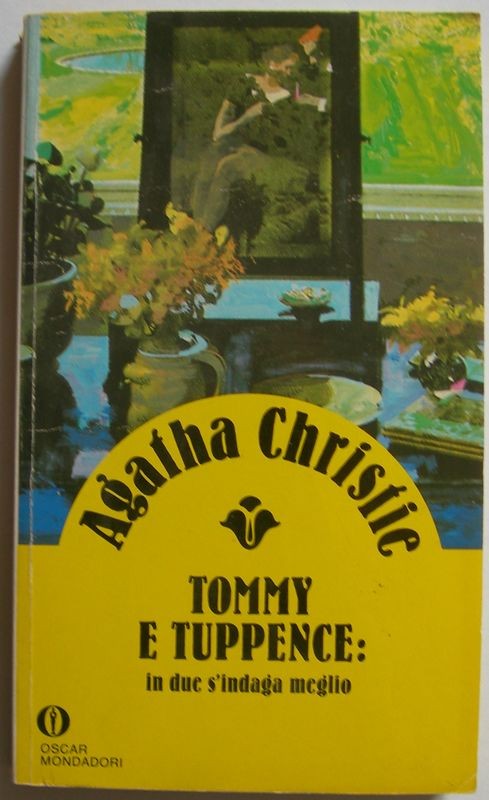 Agatha Christie
TOMMY
E TUPPENCE:
in due s'indaga meglio
OSCAR
MONDADORI